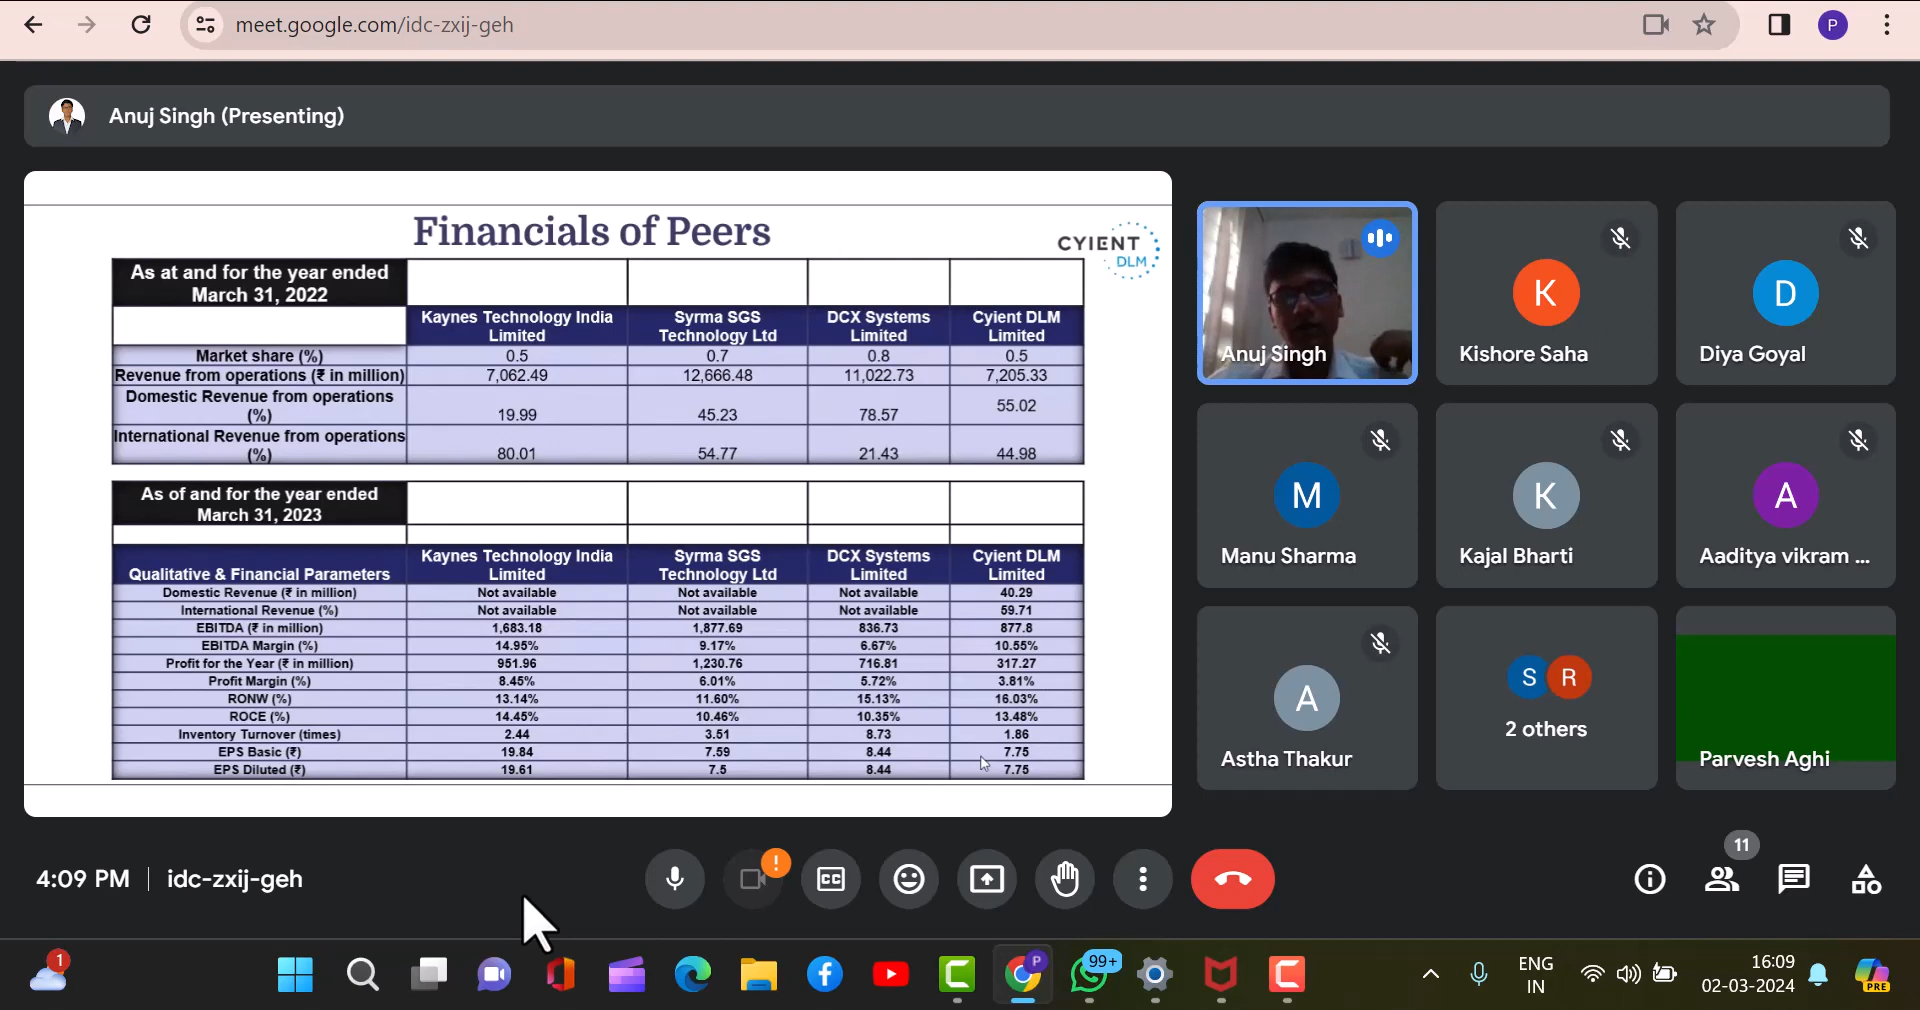 meet.google.com/idc-zxij-geh
P
Anuj Singh (Presenting)
Financials of Peers
CYIENT
DLM
As at and for the year ended
March 31, 2022
Kaynes Technology India Limited Syrma SGS Technology Ltd DCX Systems Limited Cyient DLM Limited
Market share (%) 0.5 0.7 0.8 0.5
Revenue from operations (₹ in million) 7,062.49 12,666.48 11,022.73 7,205.33
Domestic Revenue from operations (%) 19.99 45.23 78.57 55.02
International Revenue from operations (%) 80.01 54.77 21.43 44.98
As of and for the year ended
March 31, 2023
Qualitative & Financial Parameters Kaynes Technology India Limited Syrma SGS Technology Ltd DCX Systems Limited Cyient DLM Limited
Domestic Revenue (₹ in million) Not available Not available Not available 40.29
International Revenue (%) Not available Not available Not available 59.71
EBITDA (₹ in million) 1,683.18 1,877.69 836.73 877.8
EBITDA Margin (%) 14.95% 9.17% 6.67% 10.55%
Profit for the Year (₹ in million) 951.96 1,230.76 716.81 317.27
Profit Margin (%) 8.45% 6.01% 5.72% 3.81%
RONW (%) 13.14% 11.60% 15.13% 16.03%
ROCE (%) 14.45% 10.46% 10.35% 13.48%
Inventory Turnover (times) 2.44 3.51 8.73 1.86
EPS Basic (₹) 19.84 7.59 8.44 7.75
EPS Diluted (₹) 19.61 7.5 8.44 7.75
Anuj Singh
K
Kishore Saha
D
Diya Goyal
M
Manu Sharma
K
Kajal Bharti
A
Aaditya vikram ...
A
Astha Thakur
S R
2 others
Parvesh Aghi
4:09 PM
idc-zxij-geh
!
CC
11
1
P
99+
ENG
IN
16:09
02-03-2024
PRE